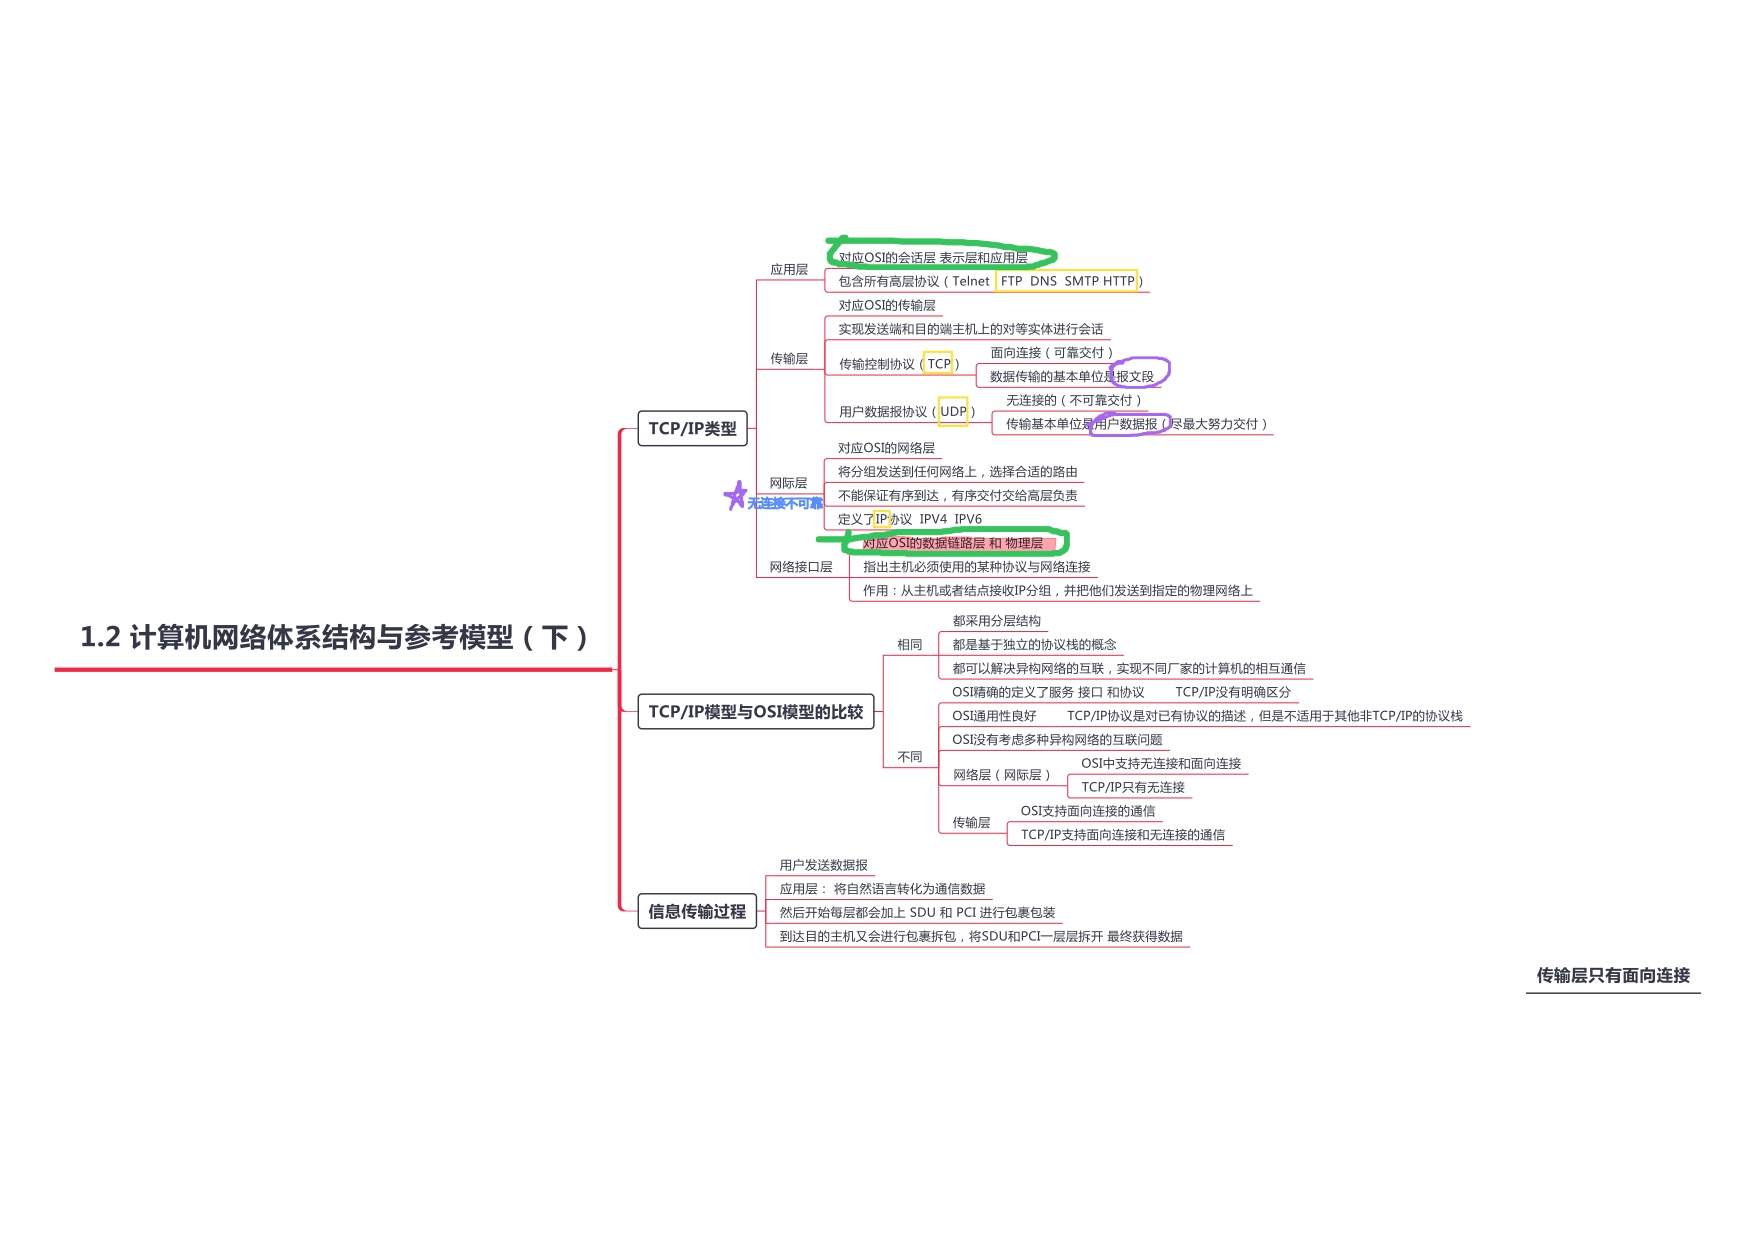 1.2 计算机网络体系结构与参考模型（下）
TCP/IP类型
应用层
对应OSI的会话层 表示层和应用层
包含所有高层协议（Telnet FTP DNS SMTP HTTP）
传输层
对应OSI的传输层
实现发送端和目的端主机上的对等实体进行会话
传输控制协议（TCP）
面向连接（可靠交付）
数据传输的基本单位是报文段
用户数据报协议（UDP）
无连接的（不可靠交付）
传输基本单位是用户数据报（尽最大努力交付）
网际层
无连接不可靠
对应OSI的网络层
将分组发送到任何网络上，选择合适的路由
不能保证有序到达，有序交付交给高层负责
定义了IP协议 IPV4 IPV6
网络接口层
对应OSI的数据链路层 和 物理层
指出主机必须使用的某种协议与网络连接
作用：从主机或者结点接收IP分组，并把他们发送到指定的物理网络上
TCP/IP模型与OSI模型的比较
相同
都采用分层结构
都是基于独立的协议栈的概念
都可以解决异构网络的互联，实现不同厂家的计算机的相互通信
不同
OSI精确的定义了服务 接口 和协议 TCP/IP没有明确区分
OSI通用性良好 TCP/IP协议是对已有协议的描述，但是不适用于其他非TCP/IP的协议栈
OSI没有考虑多种异构网络的互联问题
网络层（网际层）
OSI中支持无连接和面向连接
TCP/IP只有无连接
传输层
OSI支持面向连接的通信
TCP/IP支持面向连接和无连接的通信
信息传输过程
用户发送数据报
应用层： 将自然语言转化为通信数据
然后开始每层都会加上 SDU 和 PCI 进行包裹包装
到达目的主机又会进行包裹拆包，将SDU和PCI一层层拆开 最终获得数据
传输层只有面向连接